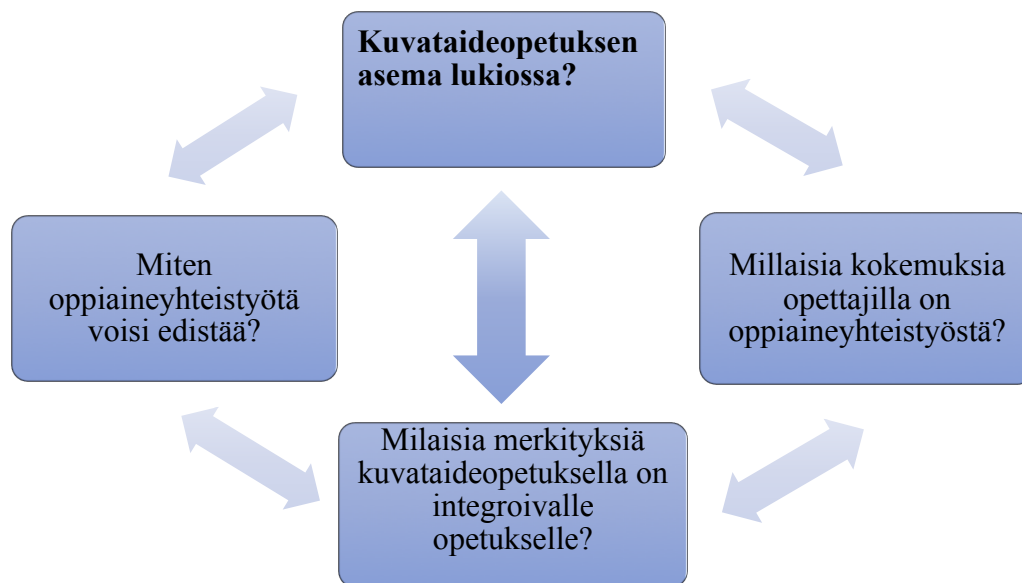 Kuvataideopetuksen
asema lukiossa?
Miten
oppiaineyhteistyötä
voisi edistää?
Millaisia kokemuksia
opettajilla on
oppiaineyhteistyöstä?
Milaisia merkityksiä
kuvataideopetuksella on
integroivalle
opetukselle?